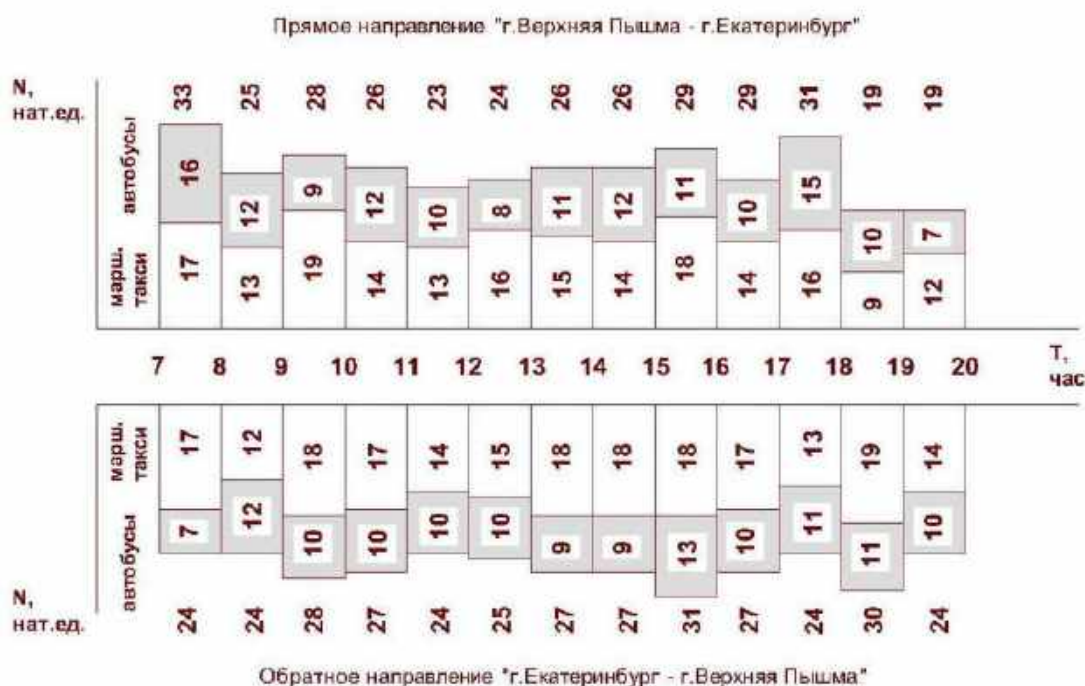 Прямое направление "г.Верхняя Пышма - г.Екатеринбург"
N,
нат.ед.
33 25 28 26 23 24 26 26 29 29 31 19 19
автобусы
16 12 9 12 10 8 11 12 11 10 15 10 7
марш.
такси
17 13 19 14 13 16 15 14 18 14 16 9 12
7 8 9 10 11 12 13 14 15 16 17 18 19 20
Т,
час
марш.
такси
17 12 18 17 14 15 18 18 18 17 13 19 14
автобусы
7 12 10 10 10 10 9 9 13 10 11 11 10
N,
нат.ед.
24 24 28 27 24 25 27 27 31 27 24 30 24
Обратное направление "г.Екатеринбург - г.Верхняя Пышма"